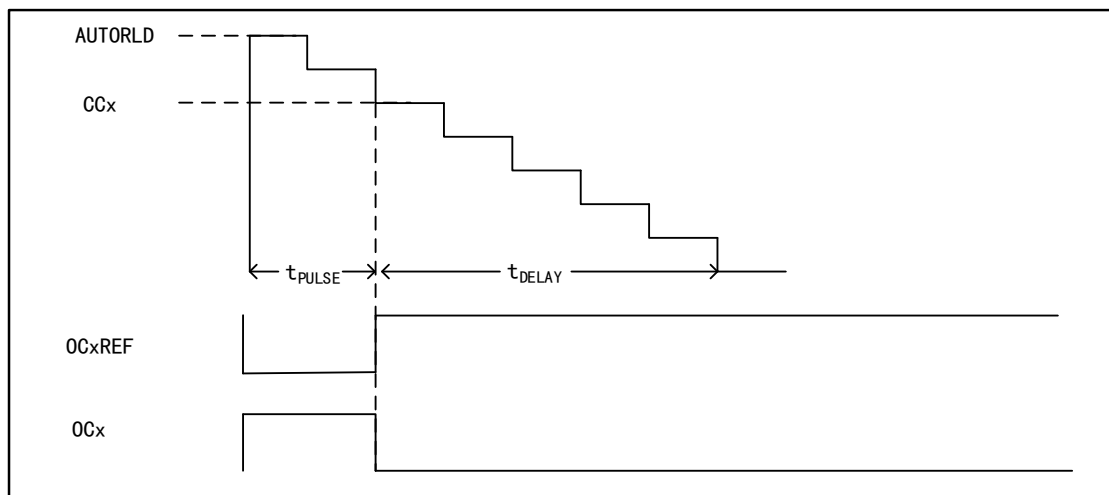 AUTORLD
CCx
tPULSE
tDELAY
OCxREF
OCx